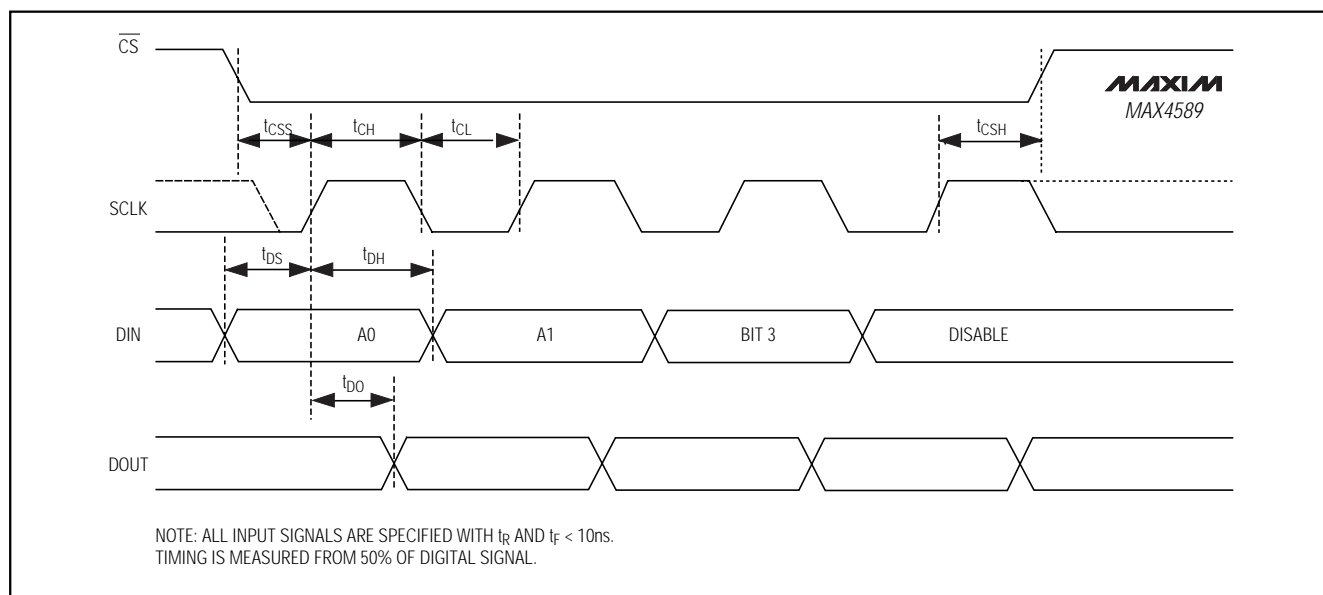 CS
MAXIM
MAX4589
tCSS tCH tCL tCSH
SCLK
tDS tDH
DIN A0 A1 BIT 3 DISABLE
tDO
DOUT
NOTE: ALL INPUT SIGNALS ARE SPECIFIED WITH tR AND tF < 10ns.
TIMING IS MEASURED FROM 50% OF DIGITAL SIGNAL.